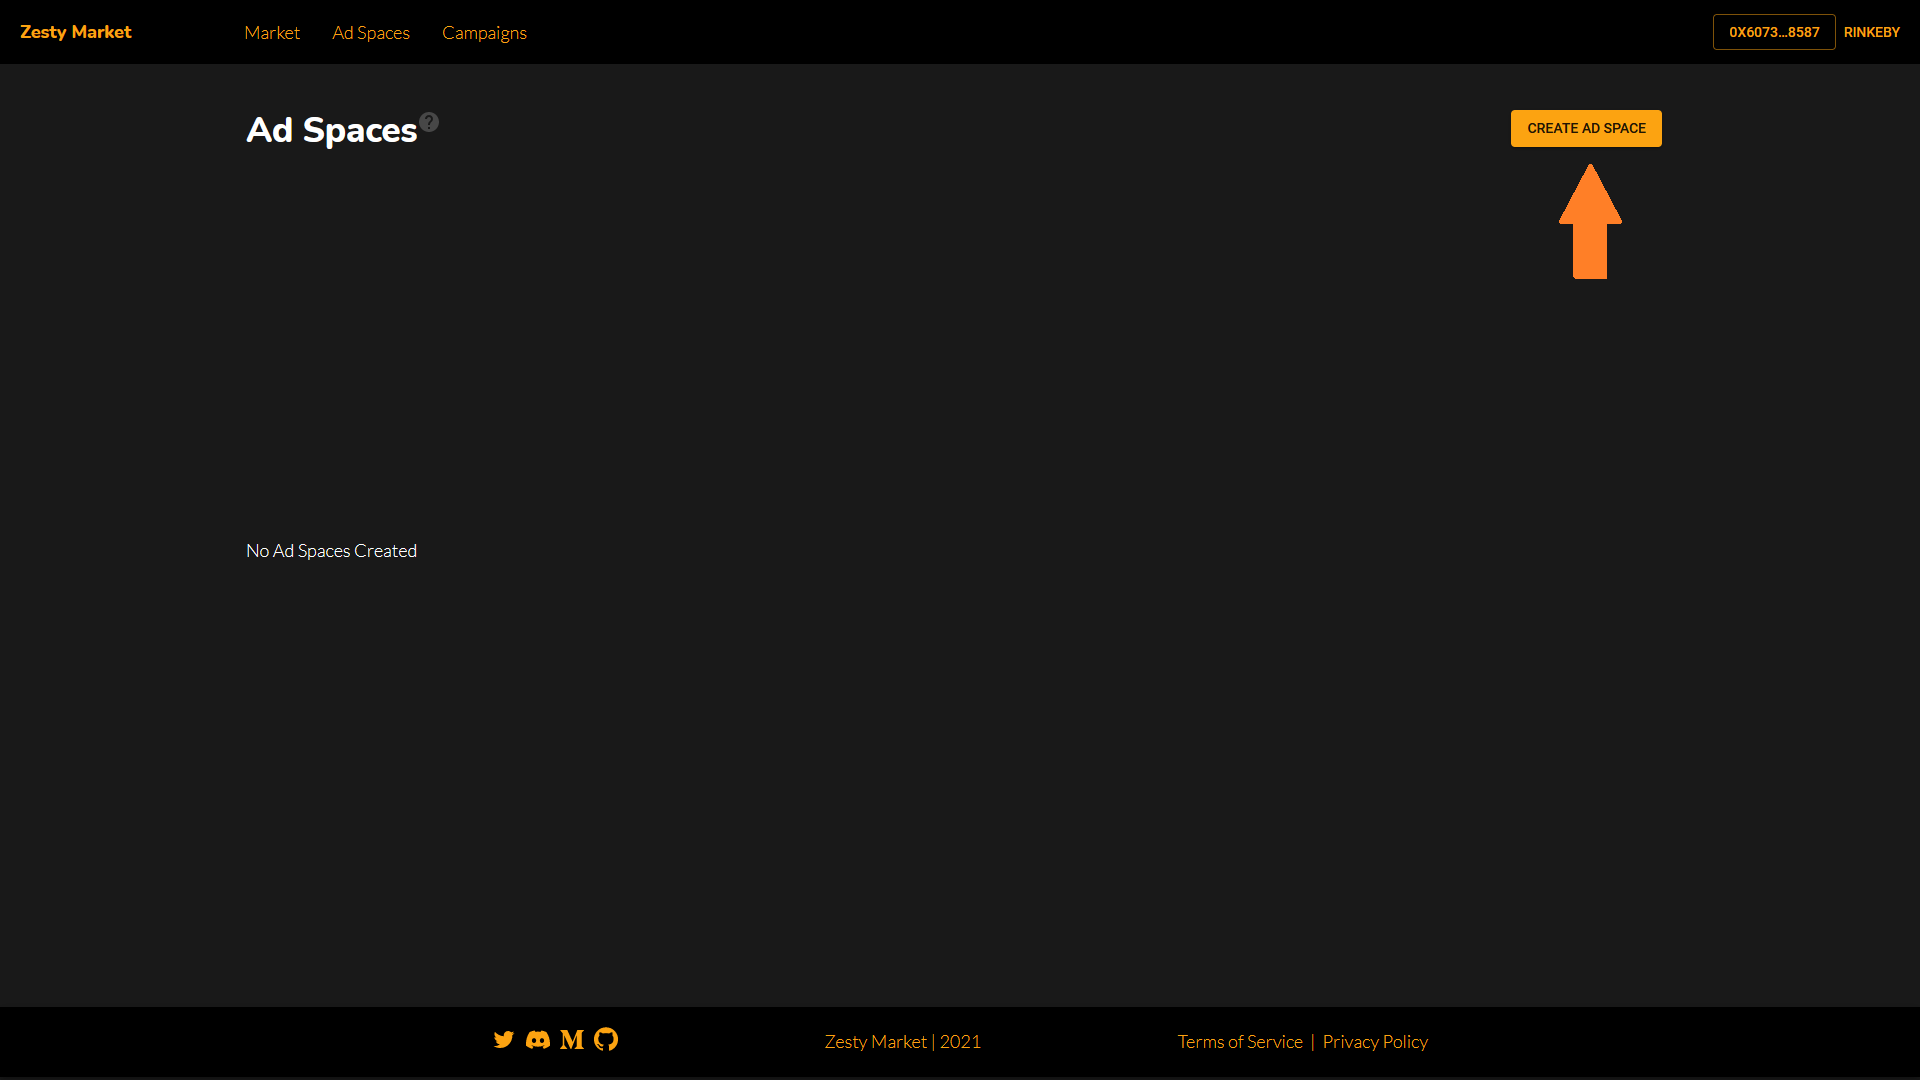 Zesty Market
Market
Ad Spaces
Campaigns
0X6073...8587
RINKEBY
Ad Spaces
?
CREATE AD SPACE
No Ad Spaces Created
M
Zesty Market | 2021
Terms of Service | Privacy Policy